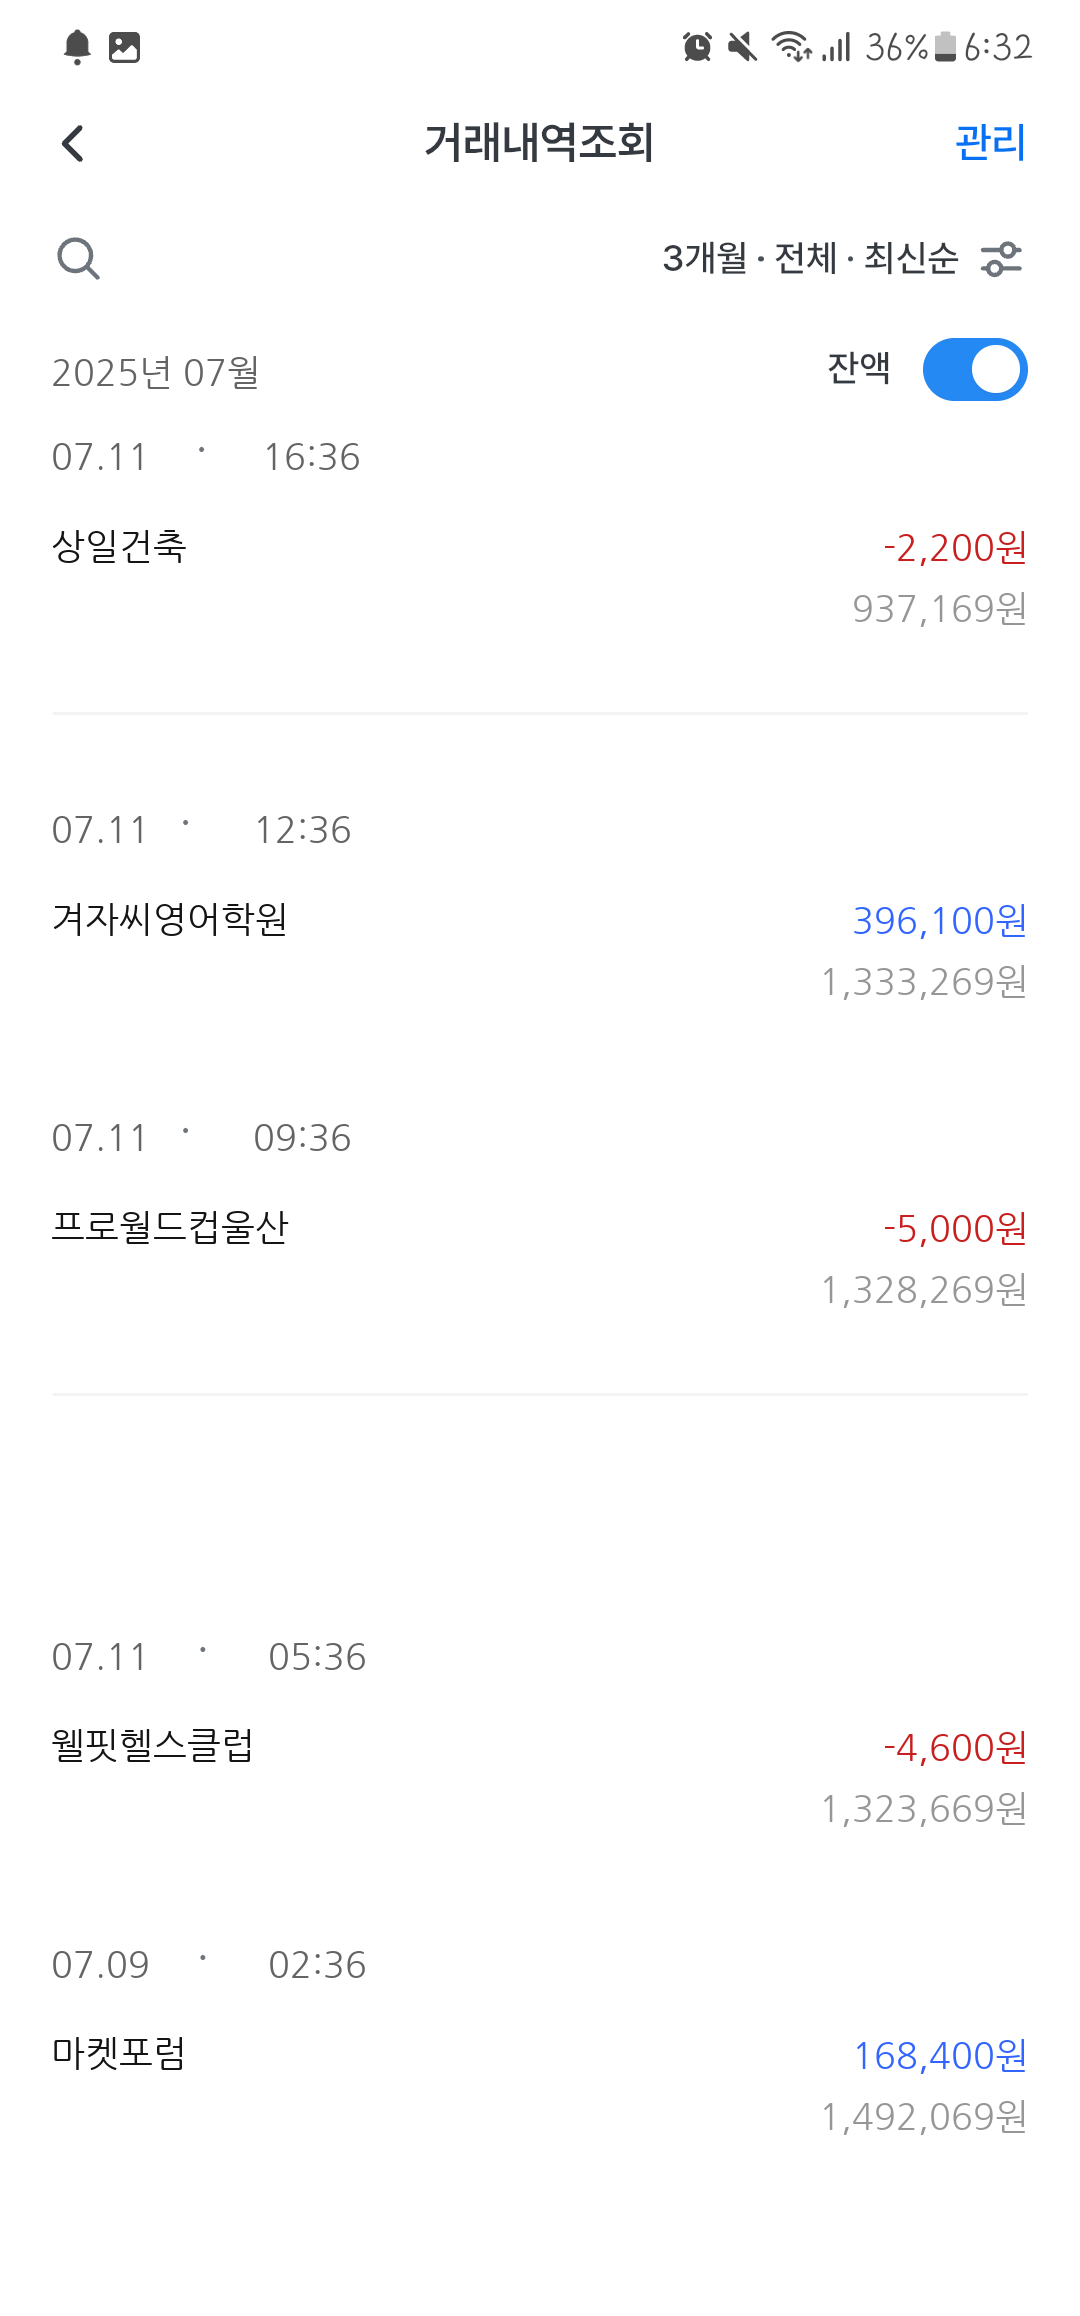 36% 6:32
거래내역조회 관리
3개월 · 전체 · 최신순
2025년 07월 잔액
07.11 · 16:36
상일건축 -2,200원
937,169원
07.11 · 12:36
겨자씨영어학원 396,100원
1,333,269원
07.11 · 09:36
프로월드컵울산 -5,000원
1,328,269원
07.11 · 05:36
웰핏헬스클럽 -4,600원
1,323,669원
07.09 · 02:36
마켓포럼 168,400원
1,492,069원